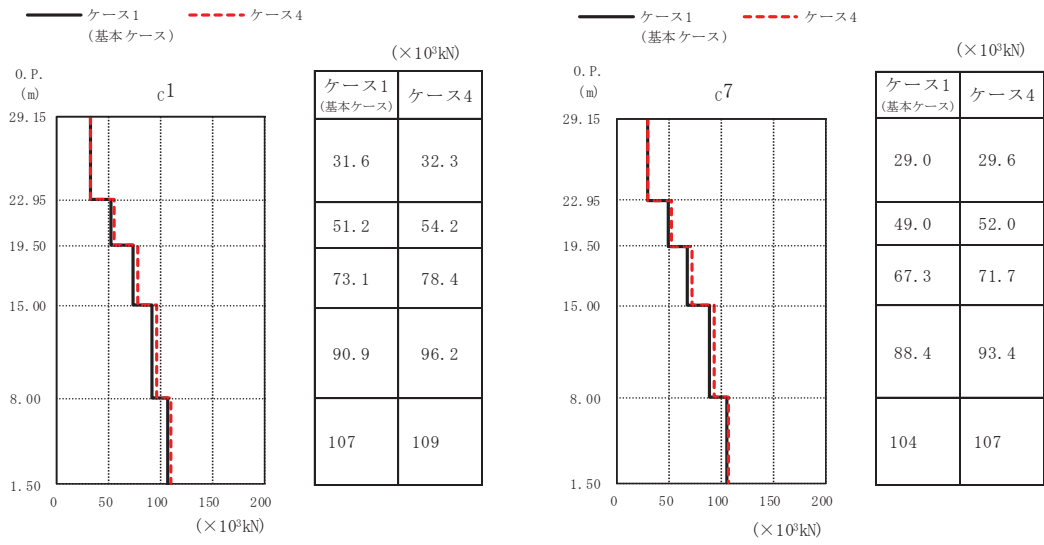 ケース1
(基本ケース)
ケース4
(×10³kN)
O.P.
(m)
C1
ケース1
(基本ケース)
ケース4
29.15
22.95
19.50
15.00
8.00
1.50
31.6 32.3
51.2 54.2
73.1 78.4
90.9 96.2
107 109
0 50 100 150 200
(×10³kN)
ケース1
(基本ケース)
ケース4
(×10³kN)
O.P.
(m)
C7
ケース1
(基本ケース)
ケース4
29.15
22.95
19.50
15.00
8.00
1.50
29.0 29.6
49.0 52.0
67.3 71.7
88.4 93.4
104 107
0 50 100 150 200
(×10³kN)